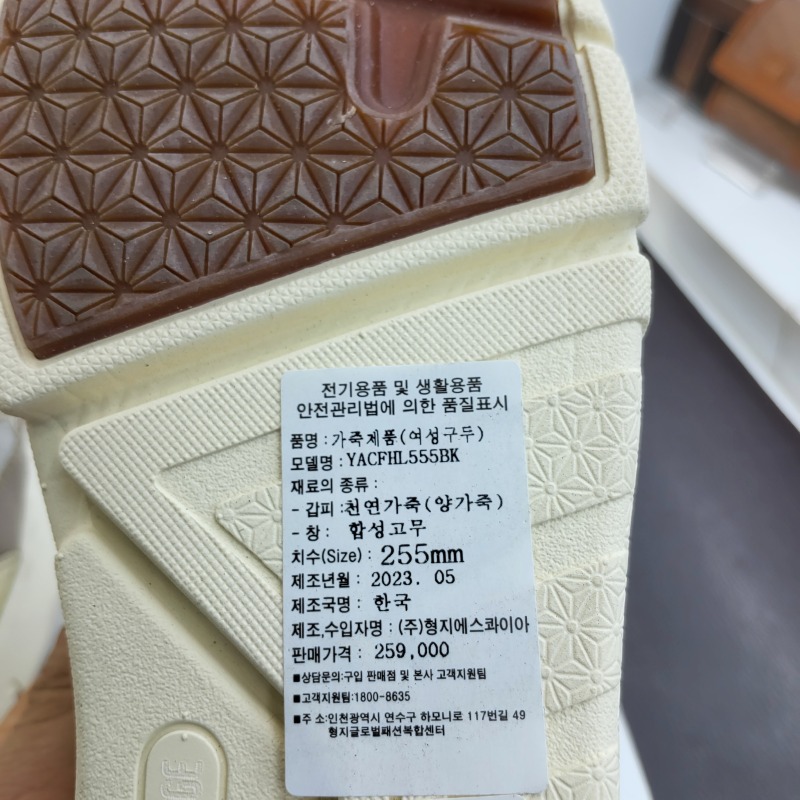 전기용품 및 생활용품
안전관리법에 의한 품질표시
품명 : 가죽제품(여성구두)
모델명 : YACFHL555BK
재료의 종류 :
- 갑피 : 천연가죽(양가죽)
- 창 : 합성고무
치수(Size) : 255mm
제조년월 : 2023. 05
제조국명 : 한국
제조,수입자명 : (주)형지에스콰이아
판매가격 : 259,000
■상담문의:구입 판매점 및 본사 고객지원팀
■고객지원팀:1800-8635
■주 소:인천광역시 연수구 하모니로 177번길 49
형지글로벌패션복합센터